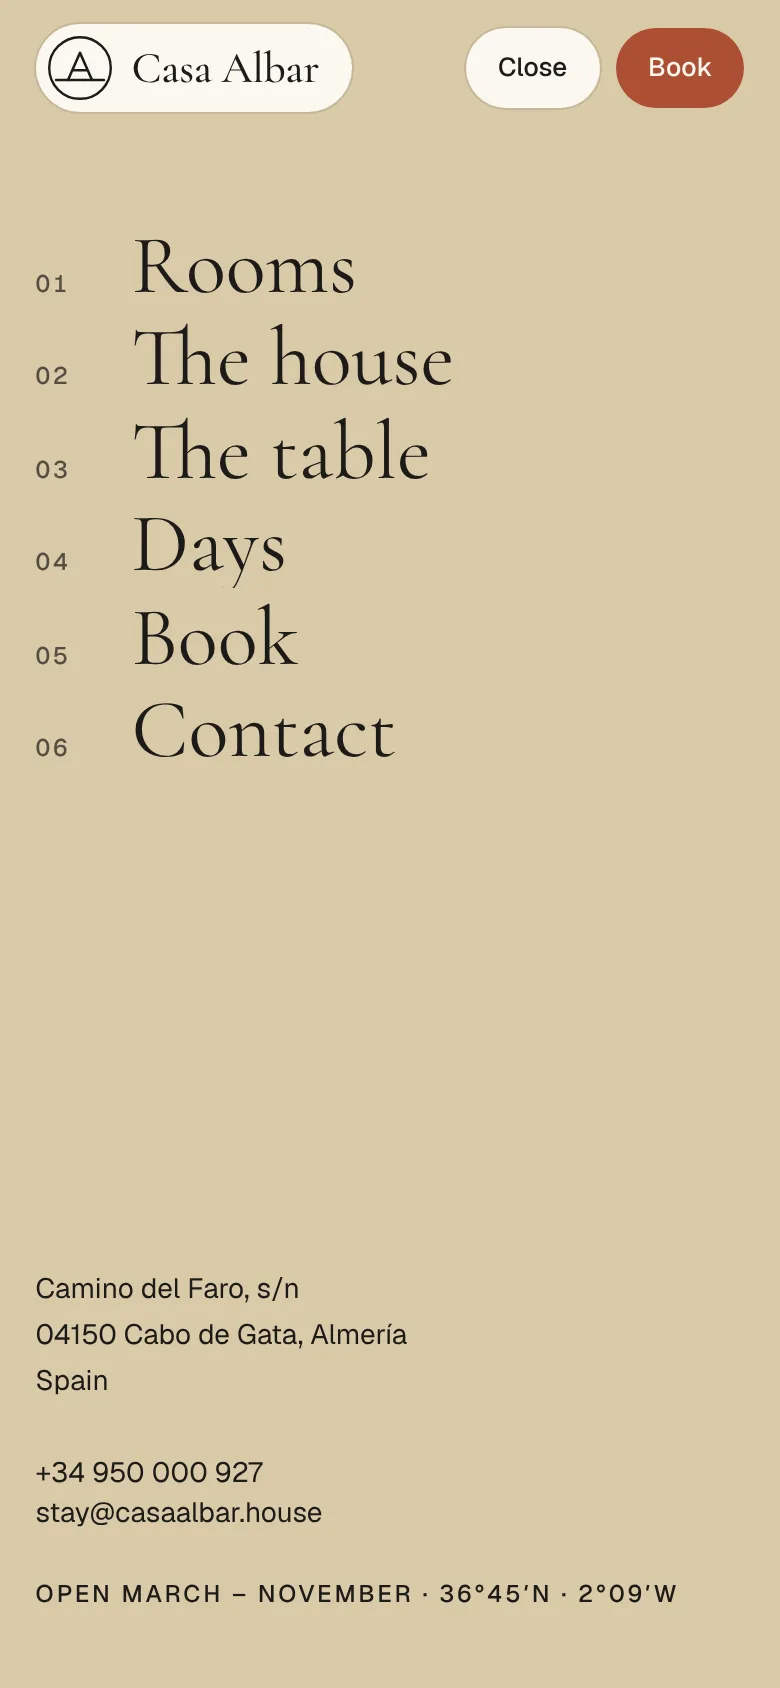 Casa Albar
Close
Book
01 Rooms
02 The house
03 The table
04 Days
05 Book
06 Contact
Camino del Faro, s/n
04150 Cabo de Gata, Almería
Spain
+34 950 000 927
stay@casaalbar.house
OPEN MARCH – NOVEMBER · 36°45′N · 2°09′W